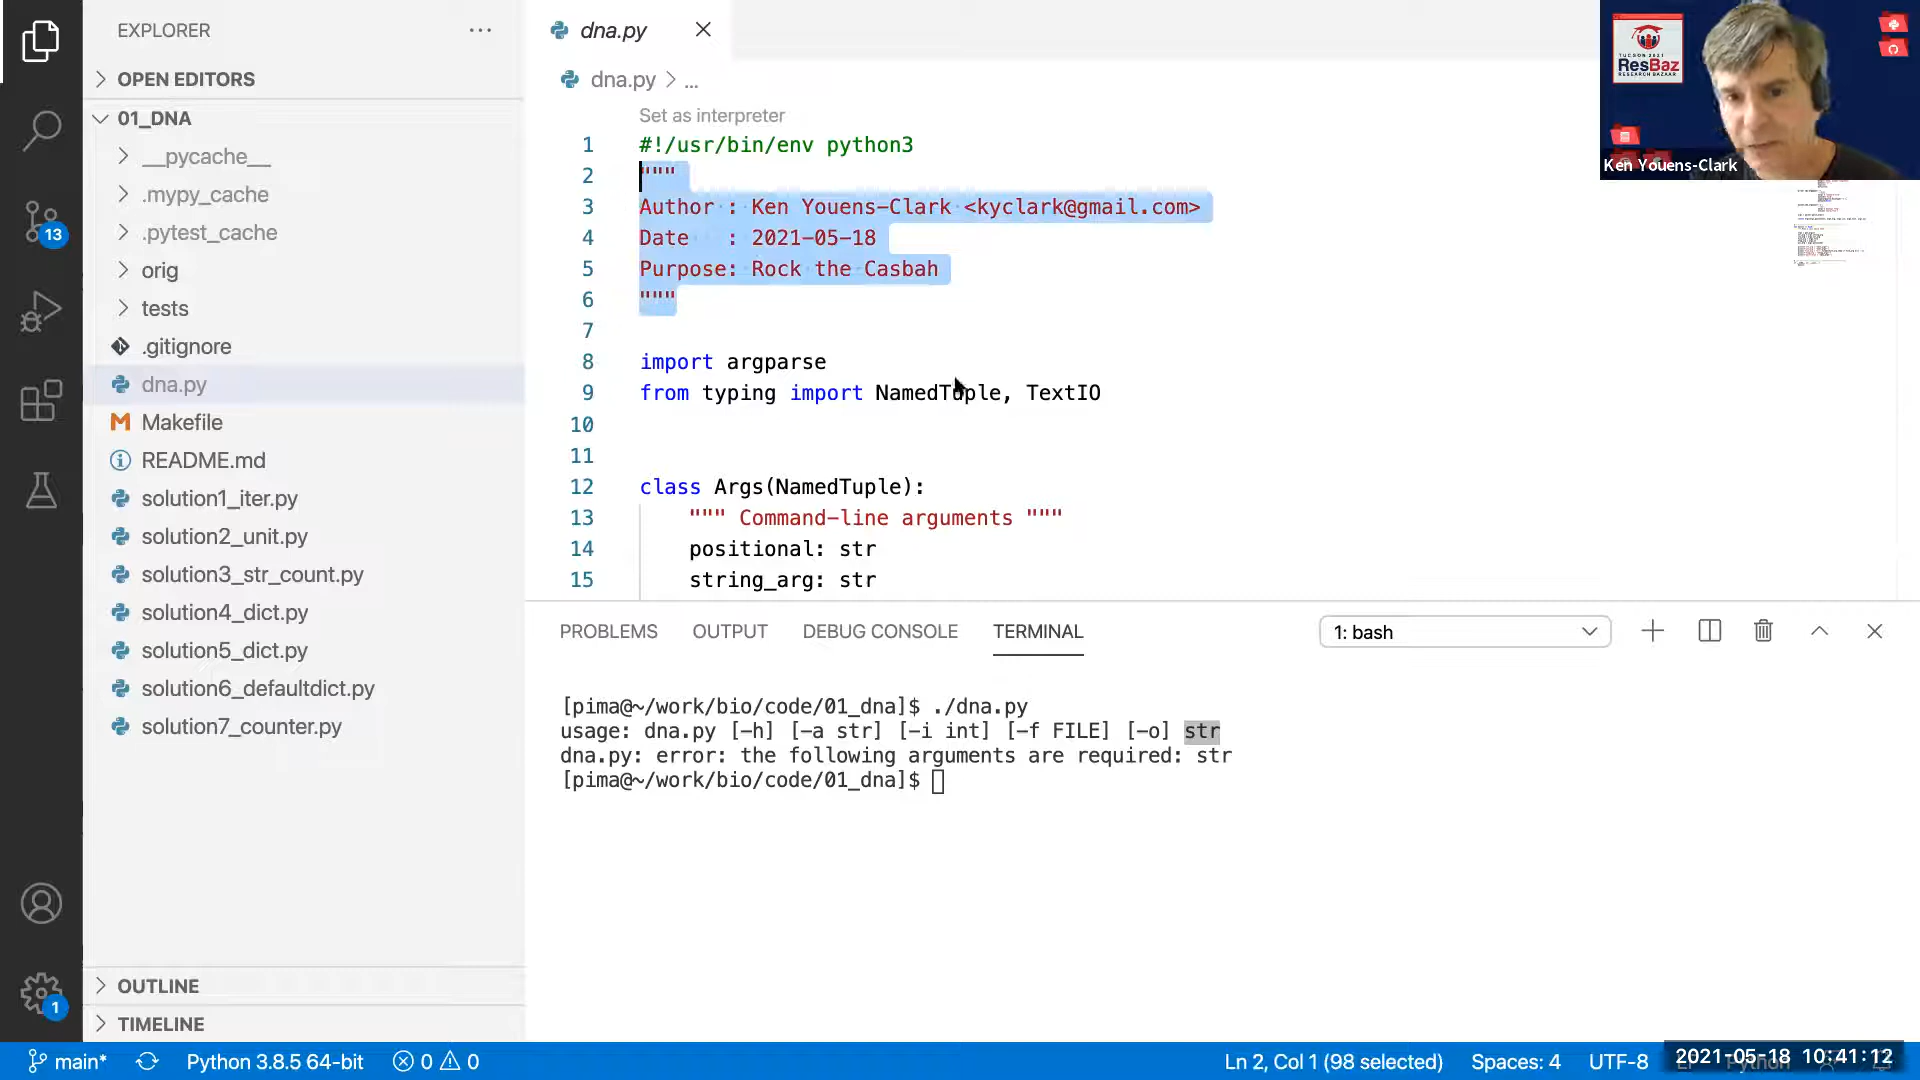 EXPLORER
OPEN EDITORS
01_DNA
__pycache__
.mypy_cache
.pytest_cache
orig
tests
.gitignore
dna.py
Makefile
README.md
solution1_iter.py
solution2_unit.py
solution3_str_count.py
solution4_dict.py
solution5_dict.py
solution6_defaultdict.py
solution7_counter.py
OUTLINE
TIMELINE
13
1
dna.py
dna.py > ...
Set as interpreter
1 #!/usr/bin/env python3
2 """
3 Author : Ken Youens-Clark <kyclark@gmail.com>
4 Date   : 2021-05-18
5 Purpose: Rock the Casbah
6 """
7
8 import argparse
9 from typing import NamedTuple, TextIO
10
11
12 class Args(NamedTuple):
13     """ Command-line arguments """
14     positional: str
15     string_arg: str
TUCSON 2021
ResBaz
RESEARCH BAZAAR
Ken Youens-Clark
PROBLEMS OUTPUT DEBUG CONSOLE TERMINAL
1: bash
[pima@~/work/bio/code/01_dna]$ ./dna.py
usage: dna.py [-h] [-a str] [-i int] [-f FILE] [-o] str
dna.py: error: the following arguments are required: str
[pima@~/work/bio/code/01_dna]$
main* Python 3.8.5 64-bit 0 0 Ln 2, Col 1 (98 selected) Spaces: 4 UTF-8 LF Python
2021-05-18 10:41:12